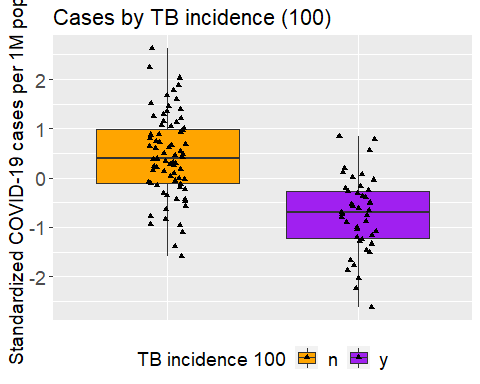 Cases by TB incidence (100)
Standardized COVID-19 cases per 1M pop
2
1
0
-1
-2
TB incidence 100 n y